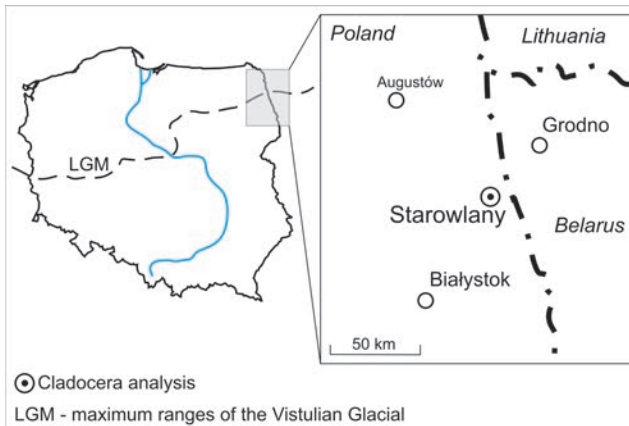 Poland
Lithuania
Augustów
Grodno
LGM
Starowlany
Belarus
Białystok
50 km
Cladocera analysis
LGM - maximum ranges of the Vistulian Glacial